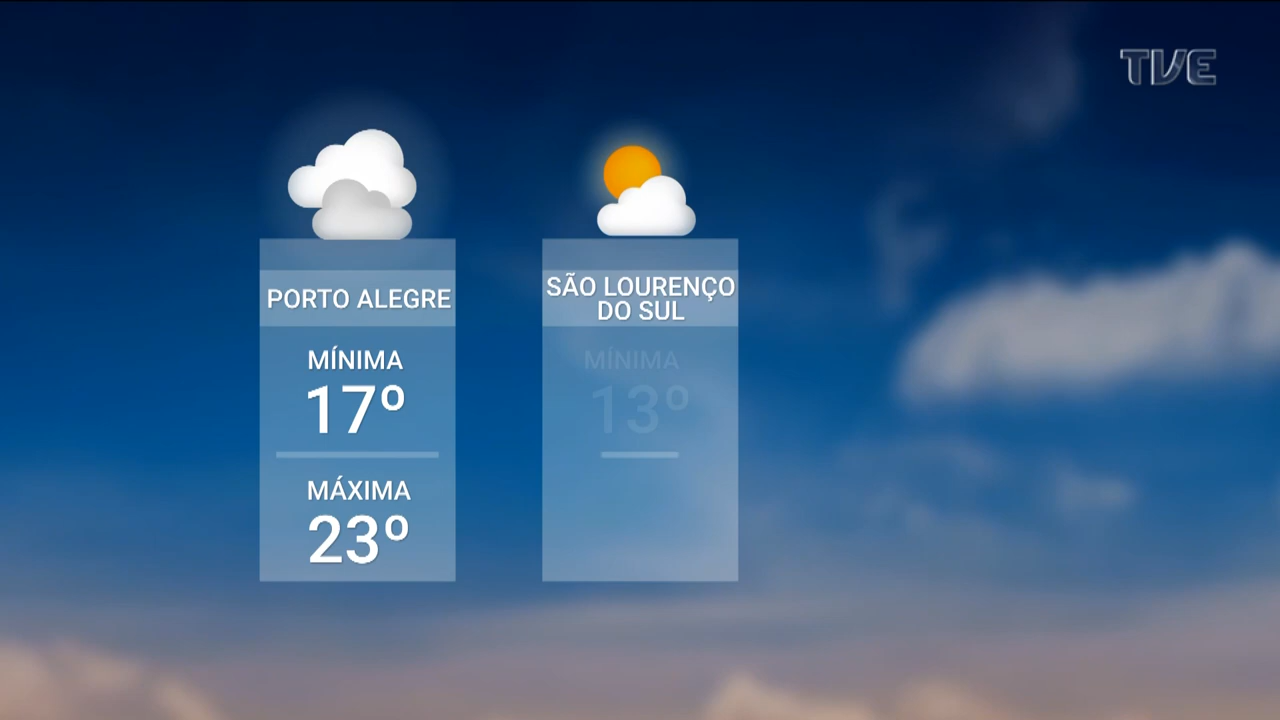 TVE
PORTO ALEGRE
MÍNIMA
17º
MÁXIMA
23º
SÃO LOURENÇO
DO SUL
MÍNIMA
13º